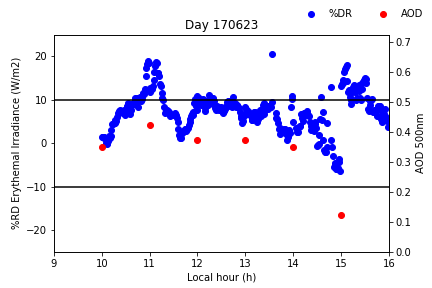 %DR AOD
Day 170623
%RD Erythemal Irradiance (W/m2)
20
10
0
−10
−20
0.7
0.6
0.5
0.4
0.3
0.2
0.1
0.0
AOD 500nm
9 10 11 12 13 14 15 16
Local hour (h)